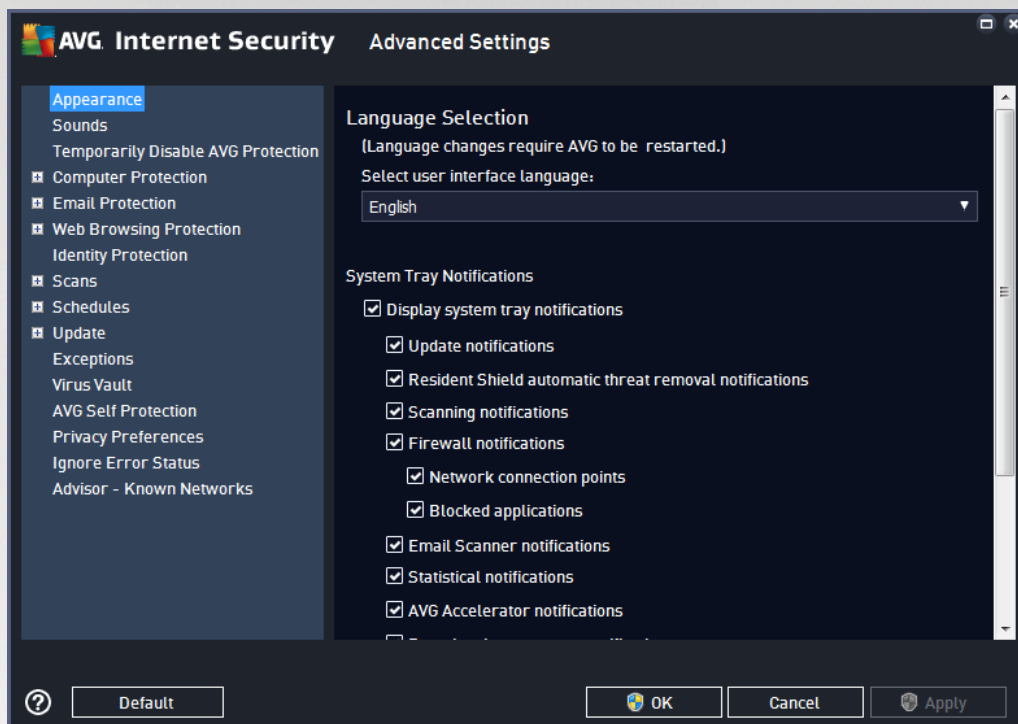 AVG. Internet Security Advanced Settings
Appearance
Sounds
Temporarily Disable AVG Protection
Computer Protection
Email Protection
Web Browsing Protection
Identity Protection
Scans
Schedules
Update
Exceptions
Virus Vault
AVG Self Protection
Privacy Preferences
Ignore Error Status
Advisor - Known Networks
Language Selection
(Language changes require AVG to be restarted.)
Select user interface language:
English
System Tray Notifications
Display system tray notifications
Update notifications
Resident Shield automatic threat removal notifications
Scanning notifications
Firewall notifications
Network connection points
Blocked applications
Email Scanner notifications
Statistical notifications
AVG Accelerator notifications
? Default OK Cancel Apply